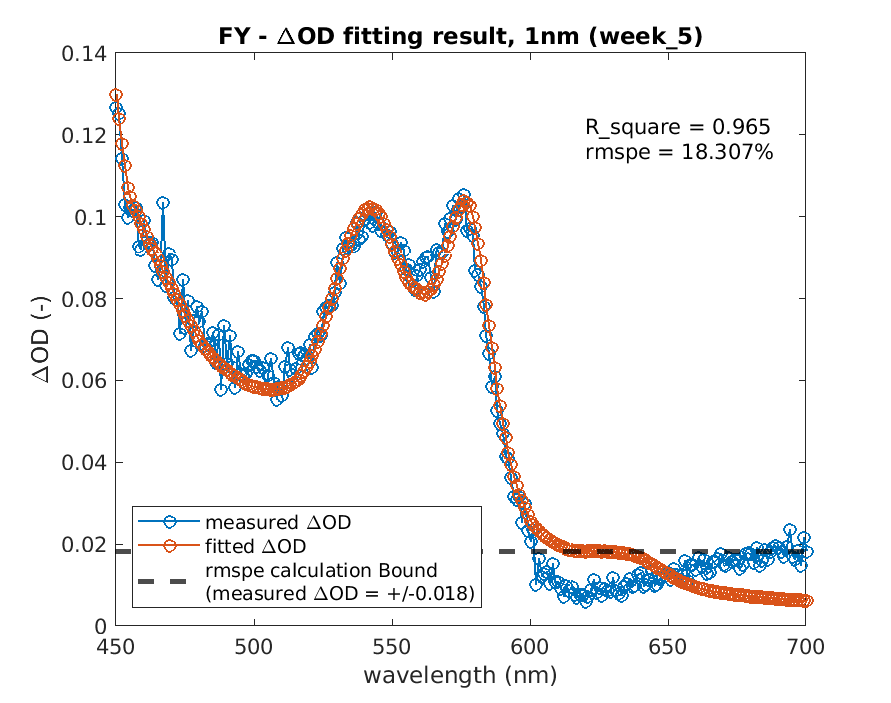 FY - ΔOD fitting result, 1nm (week_5)
0.14
0.12
0.1
0.08
0.06
0.04
0.02
0
ΔOD (-)
R_square = 0.965
rmspe = 18.307%
measured ΔOD
fitted ΔOD
rmspe calculation Bound
(measured ΔOD = +/-0.018)
450 500 550 600 650 700
wavelength (nm)